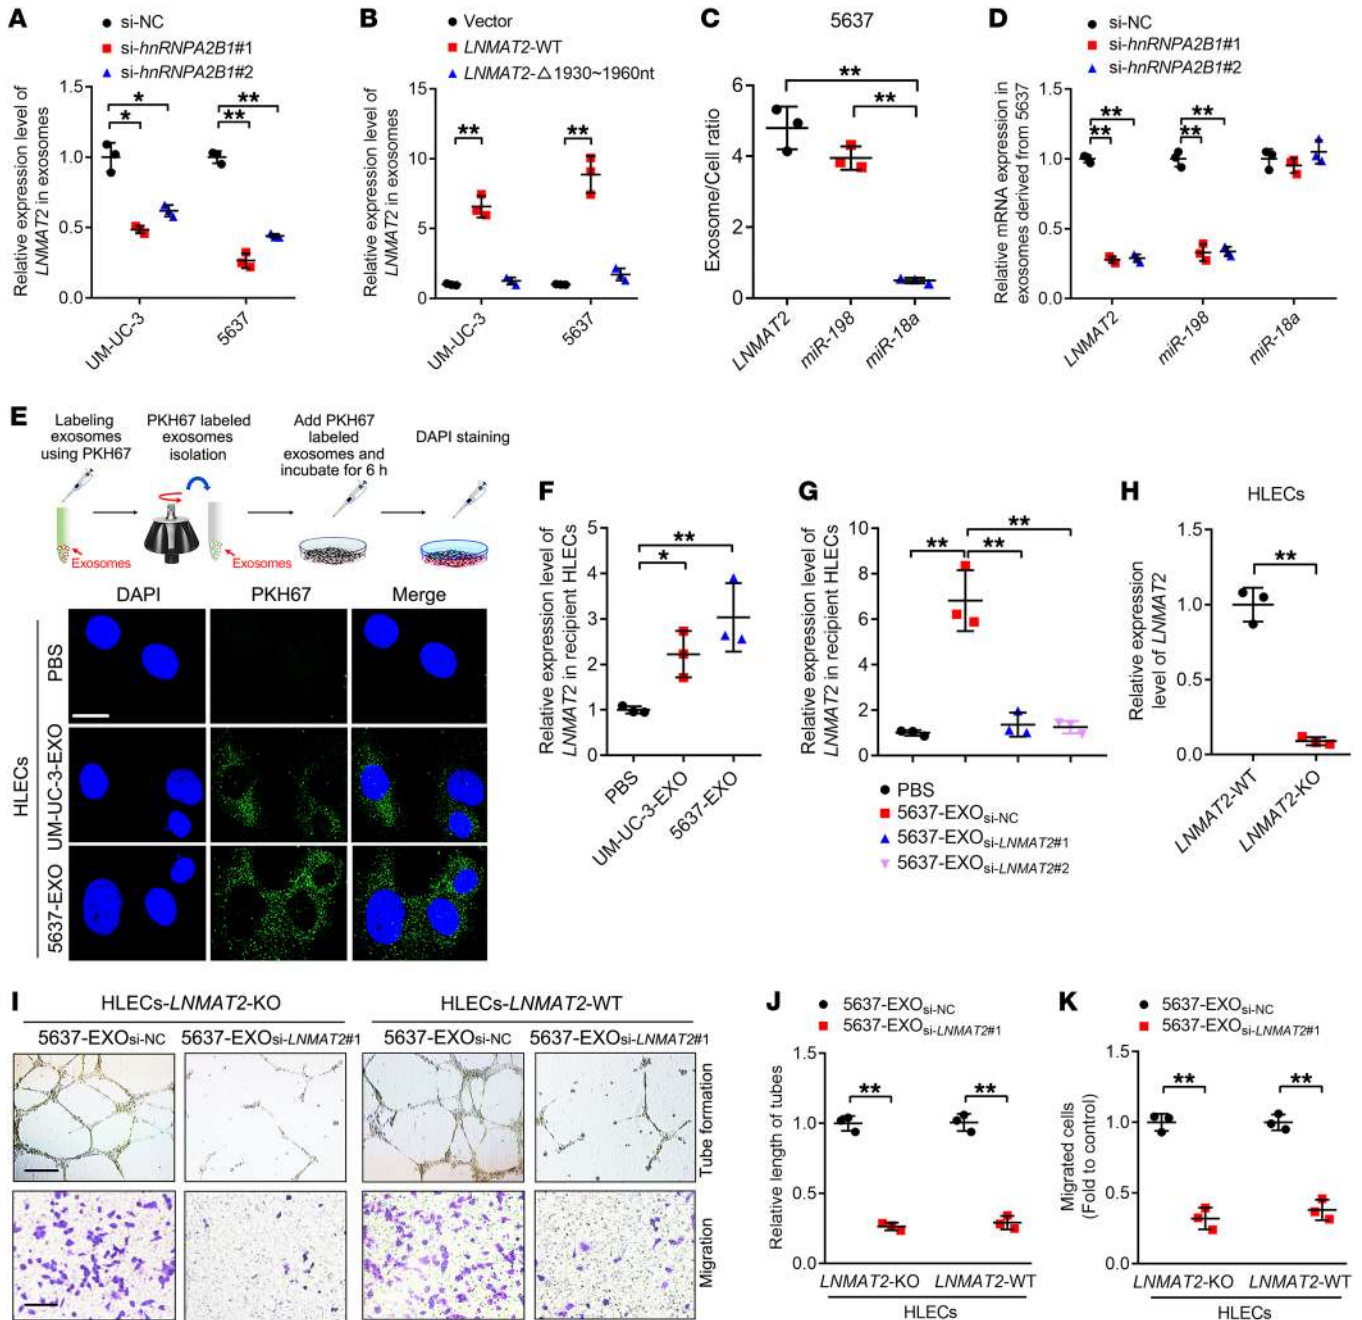 A
si-NC
si-hnRNPA2B1#1
si-hnRNPA2B1#2
Relative expression level of
LNMAT2 in exosomes
1.5
1.0
0.5
0.0
*
*
**
**
UM-UC-3
5637
B
Vector
LNMAT2-WT
LNMAT2-△1930~1960nt
Relative expression level of
LNMAT2 in exosomes
15
10
5
0
**
**
UM-UC-3
5637
C
5637
Exosome/Cell ratio
6
4
2
0
**
**
LNMAT2
miR-198
miR-18a
D
si-NC
si-hnRNPA2B1#1
si-hnRNPA2B1#2
Relative mRNA expression in
exosomes derived from 5637
1.5
1.0
0.5
0.0
**
**
**
**
LNMAT2
miR-198
miR-18a
E
Labeling
exosomes
using PKH67
PKH67 labeled
exosomes
isolation
Add PKH67
labeled
exosomes and
incubate for 6 h
DAPI staining
Exosomes
Exosomes
DAPI
PKH67
Merge
HLECs
PBS
UM-UC-3-EXO
5637-EXO
F
Relative expression level of
LNMAT2 in recipient HLECs
5
4
3
2
1
0
**
*
PBS
UM-UC-3-EXO
5637-EXO
G
Relative expression level of
LNMAT2 in recipient HLECs
10
8
6
4
2
0
**
**
**
PBS
5637-EXOsi-NC
5637-EXOsi-LNMAT2#1
5637-EXOsi-LNMAT2#2
H
HLECs
Relative expression
level of LNMAT2
1.5
1.0
0.5
0.0
**
LNMAT2-WT
LNMAT2-KO
I
HLECs-LNMAT2-KO
HLECs-LNMAT2-WT
5637-EXOsi-NC
5637-EXOsi-LNMAT2#1
5637-EXOsi-NC
5637-EXOsi-LNMAT2#1
Tube formation
Migration
J
5637-EXOsi-NC
5637-EXOsi-LNMAT2#1
Relative length of tubes
1.5
1.0
0.5
0.0
**
**
LNMAT2-KO
LNMAT2-WT
HLECs
K
5637-EXOsi-NC
5637-EXOsi-LNMAT2#1
Migrated cells
(Fold to control)
1.5
1.0
0.5
0.0
**
**
LNMAT2-KO
LNMAT2-WT
HLECs